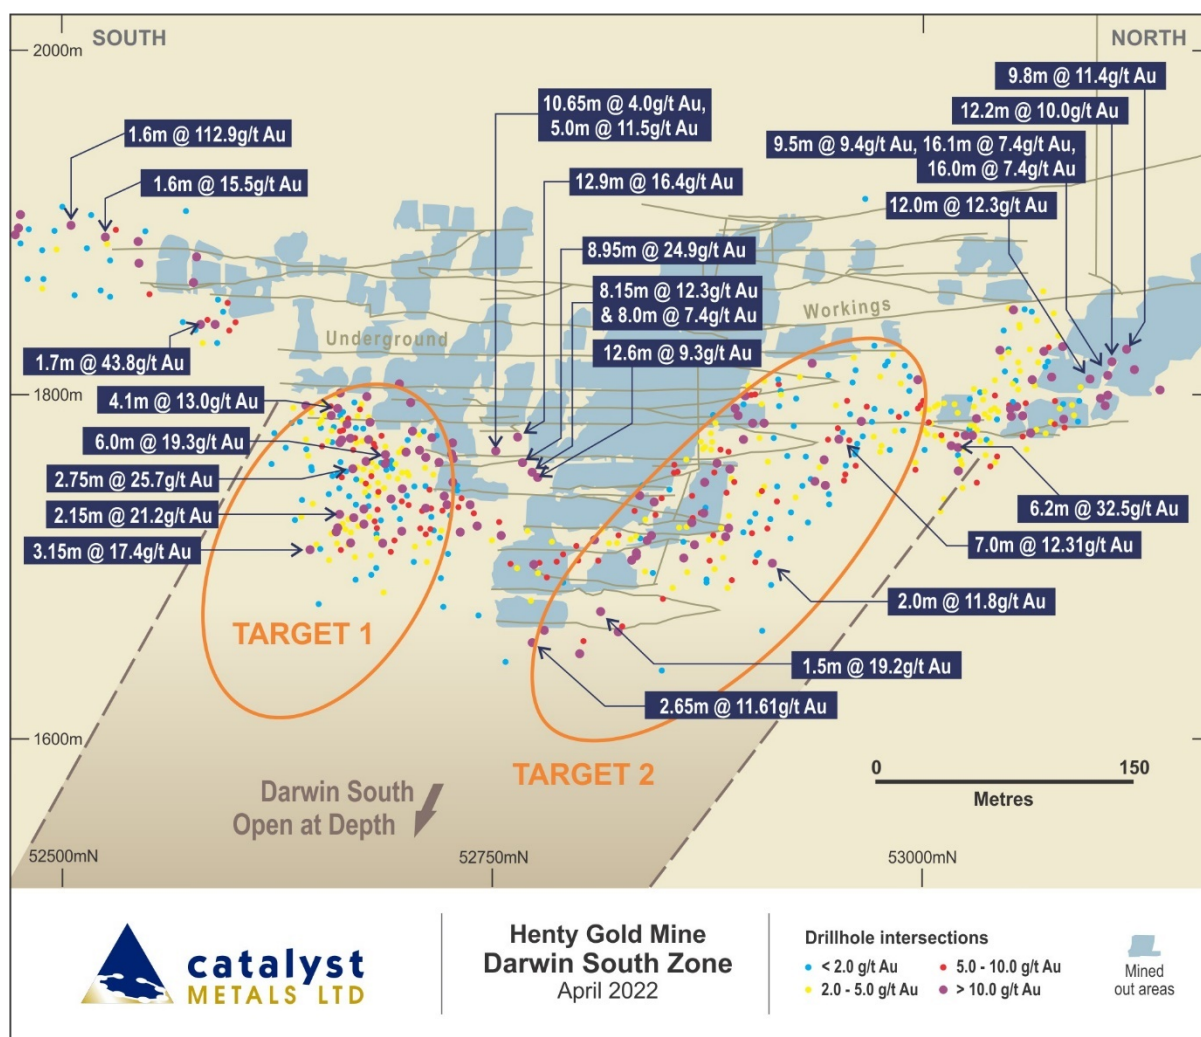 SOUTH
NORTH
2000m
9.8m @ 11.4g/t Au
12.2m @ 10.0g/t Au
10.65m @ 4.0g/t Au,
5.0m @ 11.5g/t Au
1.6m @ 112.9g/t Au
9.5m @ 9.4g/t Au, 16.1m @ 7.4g/t Au,
16.0m @ 7.4g/t Au
1.6m @ 15.5g/t Au
12.9m @ 16.4g/t Au
12.0m @ 12.3g/t Au
8.95m @ 24.9g/t Au
8.15m @ 12.3g/t Au
& 8.0m @ 7.4g/t Au
Underground
Workings
12.6m @ 9.3g/t Au
1.7m @ 43.8g/t Au
1800m
4.1m @ 13.0g/t Au
6.0m @ 19.3g/t Au
2.75m @ 25.7g/t Au
2.15m @ 21.2g/t Au
3.15m @ 17.4g/t Au
6.2m @ 32.5g/t Au
7.0m @ 12.31g/t Au
2.0m @ 11.8g/t Au
TARGET 1
1.5m @ 19.2g/t Au
2.65m @ 11.61g/t Au
1600m
TARGET 2
0 150
Metres
Darwin South
Open at Depth
52500mN
52750mN
53000mN
catalyst
METALS LTD
Henty Gold Mine
Darwin South Zone
April 2022
Drillhole intersections
< 2.0 g/t Au
5.0 - 10.0 g/t Au
2.0 - 5.0 g/t Au
> 10.0 g/t Au
Mined
out areas